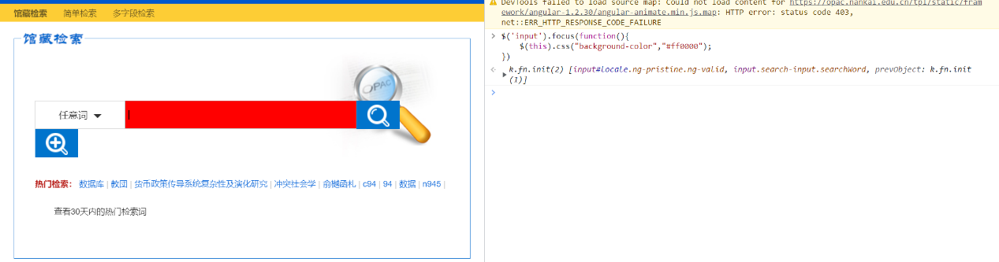 馆藏检索 简单检索 多字段检索
馆藏检索
OPAC
任意词
热门检索： 数据库 | 教团 | 货币政策传导系统复杂性及演化研究 | 冲突社会学 | 俞樾函札 | c94 | 94 | 数据 | n945 |
查看30天内的热门检索词
DevTools failed to load source map: Could not load content for https://opac.nankai.edu.cn/tpl/static/fram
ework/angular-1.2.30/angular-animate.min.js.map: HTTP error: status code 403,
net::ERR_HTTP_RESPONSE_CODE_FAILURE
$('input').focus(function(){
$(this).css("background-color","#ff0000");
})
k.fn.init(2) [input#locale.ng-pristine.ng-valid, input.search-input.searchWord, prevObject: k.fn.init
(1)]